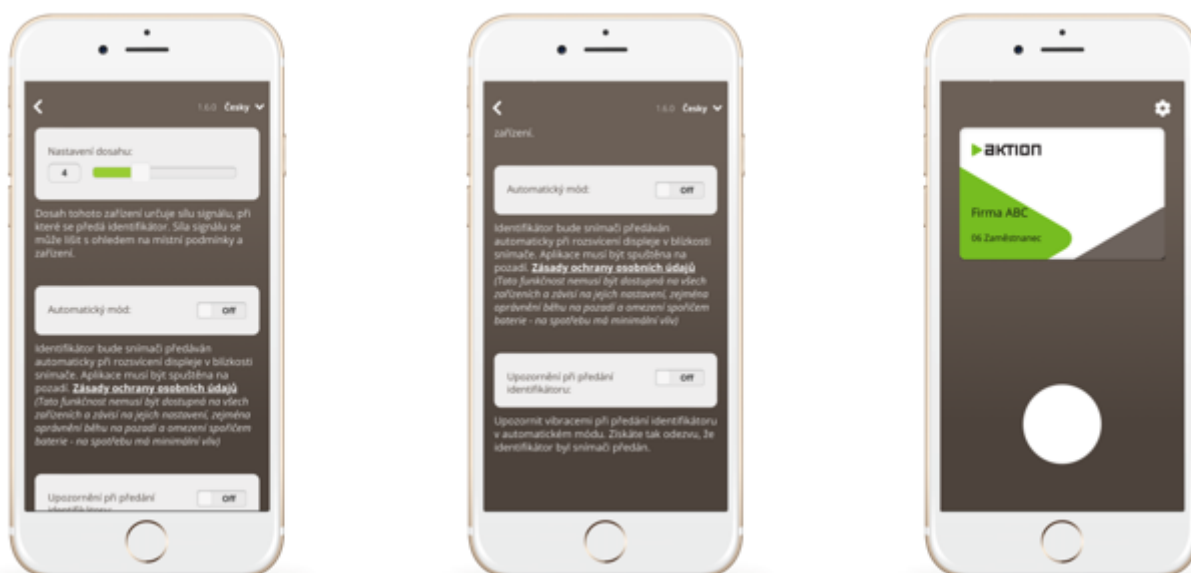 1.6.0 Česky
Nastavení dosahu:
4
Dosah tohoto zařízení určuje sílu signálu, při
které se předá identifikátor. Síla signálu se
může lišit s ohledem na místní podmínky a
zařízení.
Automatický mód:
Off
Identifikátor bude snímači předáván
automaticky při rozsvícení displeje v blízkosti
snímače. Aplikace musí být spuštěna na
pozadí. Zásady ochrany osobních údajů
(Tato funkčnost nemusí být dostupná na všech
zařízeních a závisí na jejich nastavení, zejména
oprávnění běhu na pozadí a omezení spořičem
baterie - na spotřebu má minimální vliv)
Upozornění při předání
identifikátoru:
Off
1.6.0 Česky
zařízení.
Automatický mód:
Off
Identifikátor bude snímači předáván
automaticky při rozsvícení displeje v blízkosti
snímače. Aplikace musí být spuštěna na
pozadí. Zásady ochrany osobních údajů
(Tato funkčnost nemusí být dostupná na všech
zařízeních a závisí na jejich nastavení, zejména
oprávnění běhu na pozadí a omezení spořičem
baterie - na spotřebu má minimální vliv)
Upozornění při předání
identifikátoru:
Off
Upozornit vibracemi při předání identifikátoru
v automatickém módu. Získáte tak odezvu, že
identifikátor byl snímači předán.
aktion
Firma ABC
06 Zaměstnanec